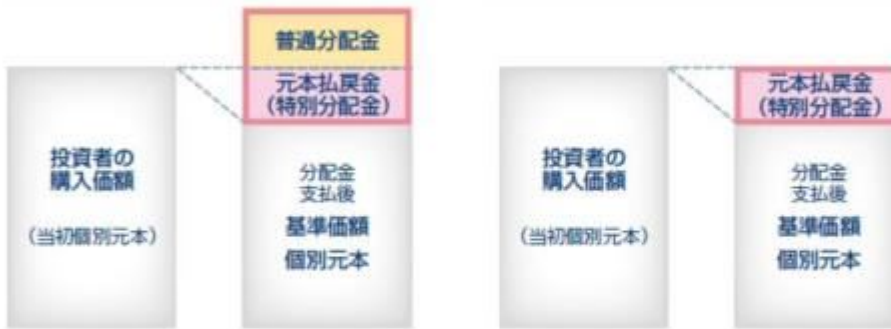 普通分配金
元本払戻金
(特別分配金)
投資者の
購入価額
(当初個別元本)
分配金
支払後
基準価額
個別元本
元本払戻金
(特別分配金)
投資者の
購入価額
(当初個別元本)
分配金
支払後
基準価額
個別元本